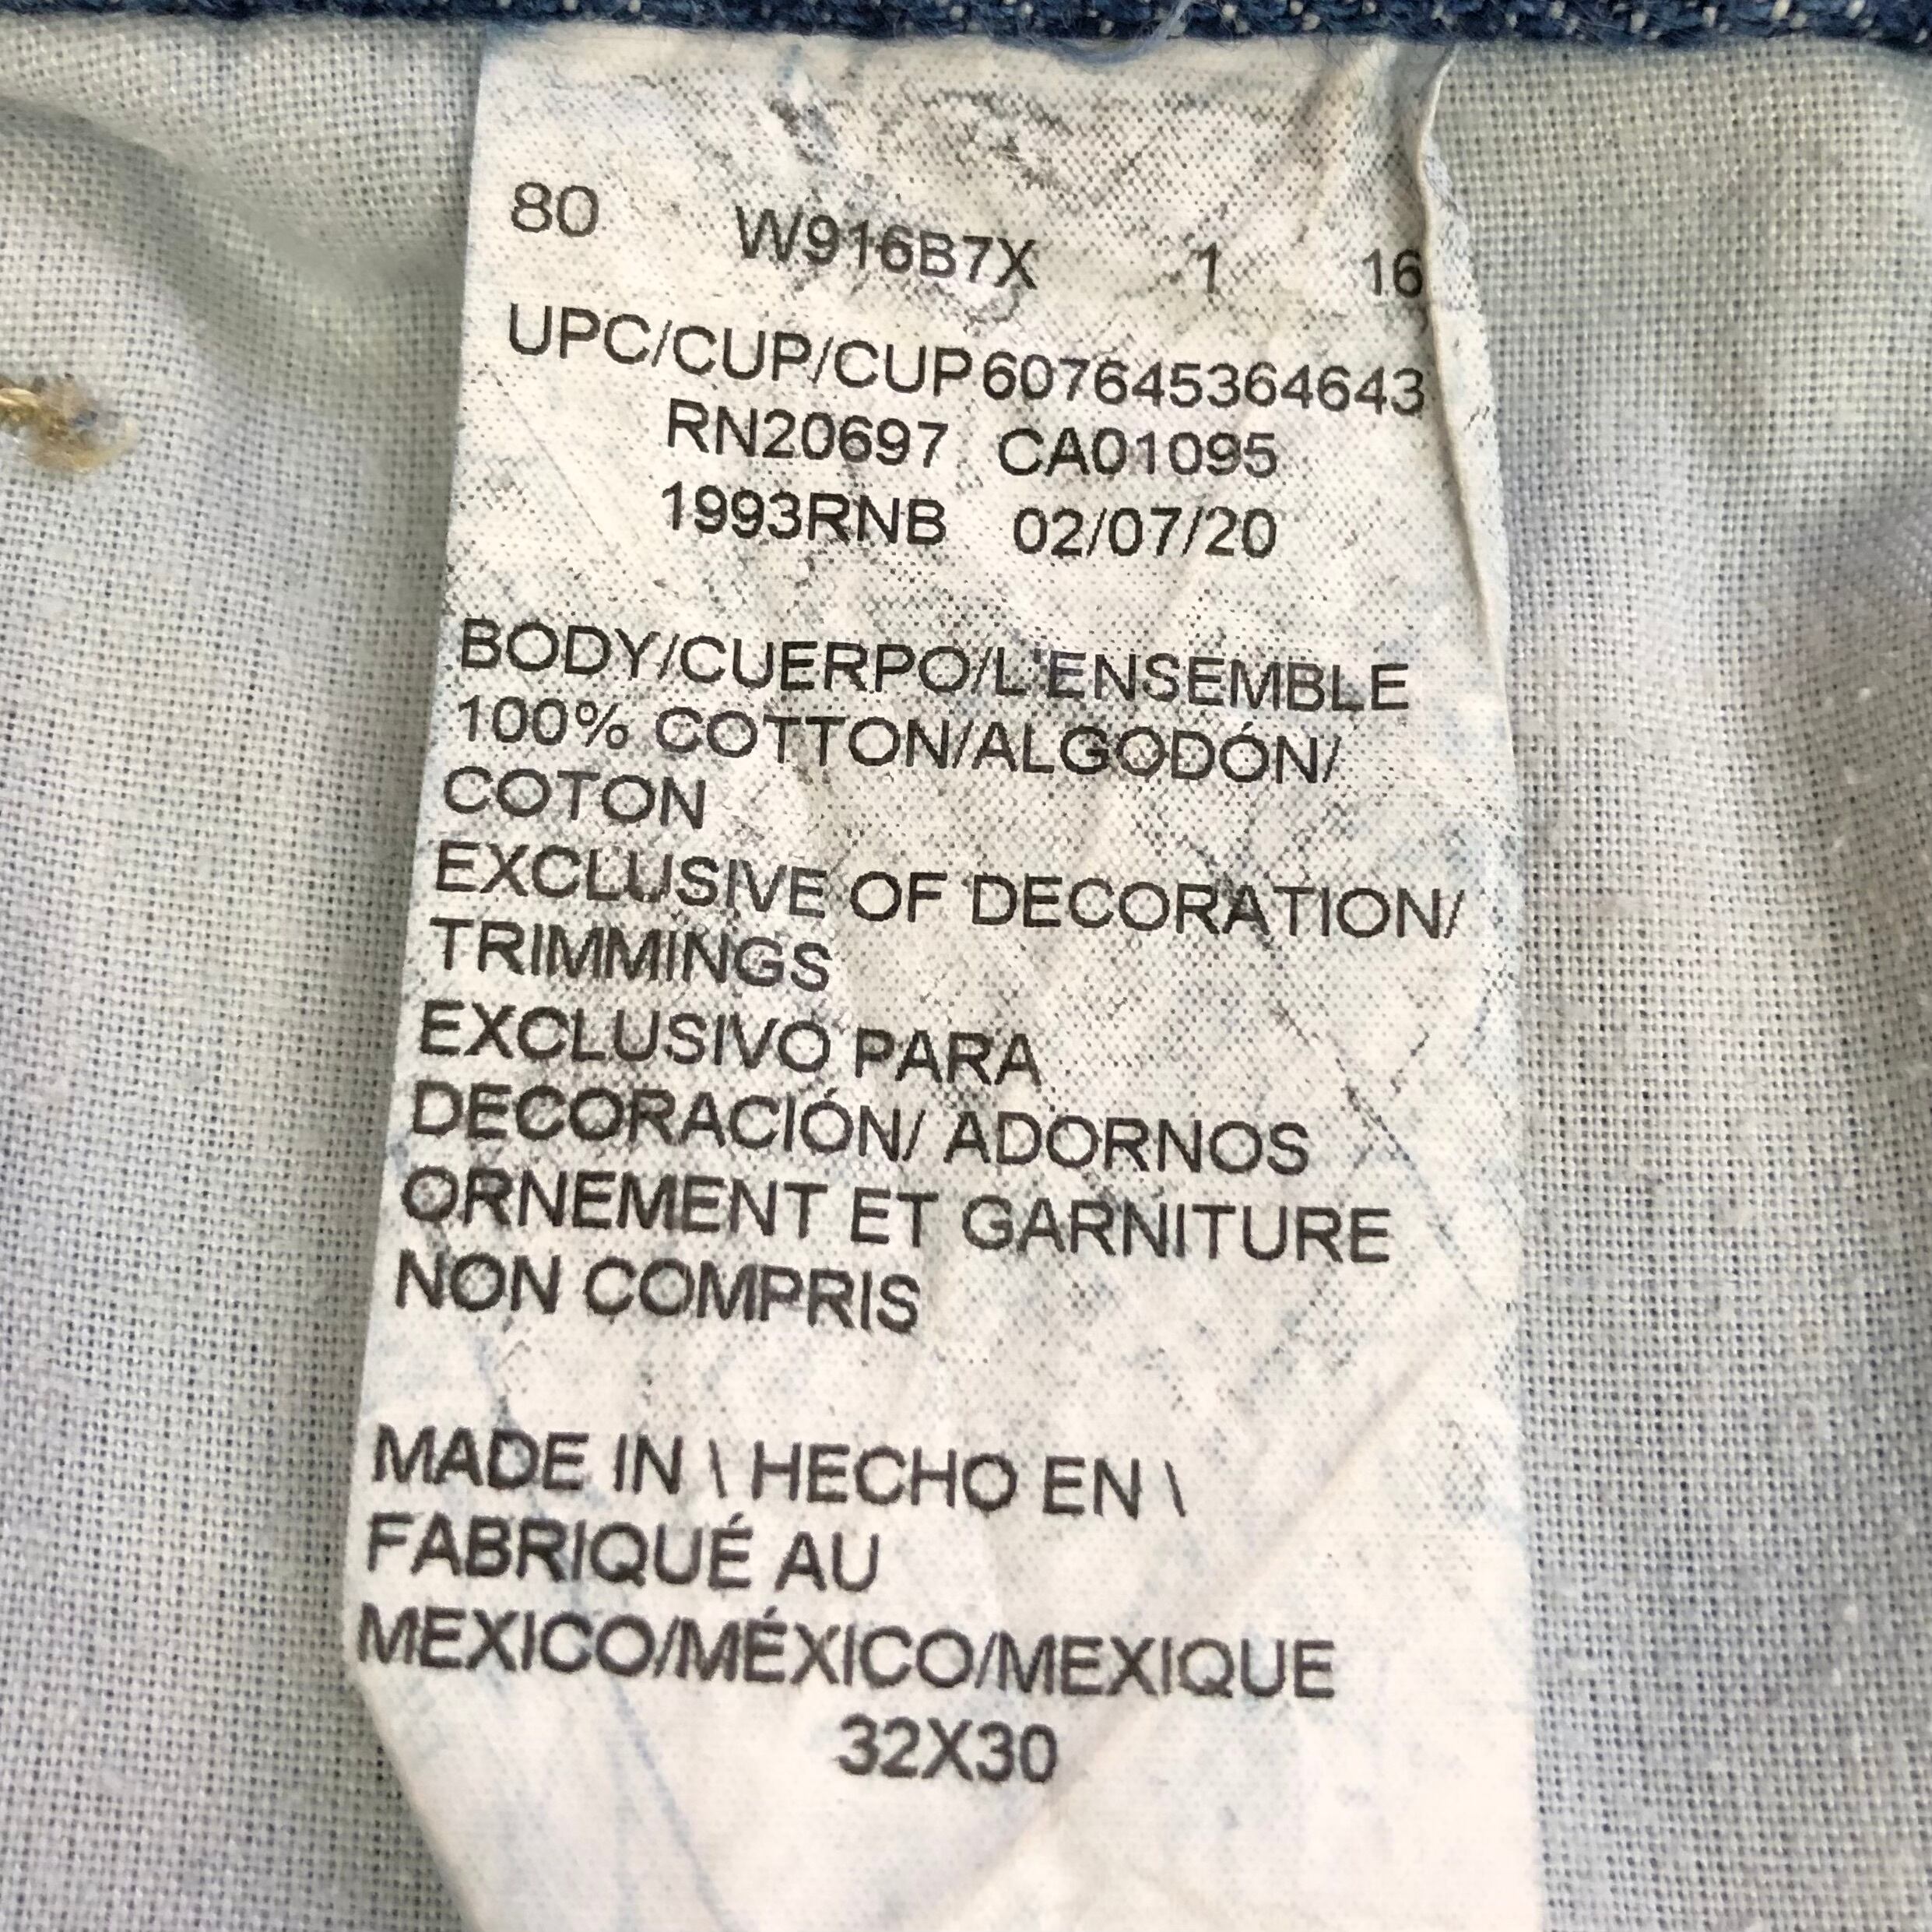 80 W916B7X 1 16
UPC/CUP/CUP 607645364643
RN20697 CA01095
1993RNB 02/07/20
BODY/CUERPO/L'ENSEMBLE
100% COTTON/ALGODÓN/
COTON
EXCLUSIVE OF DECORATION/
TRIMMINGS
EXCLUSIVO PARA
DECORACIÓN/ ADORNOS
ORNEMENT ET GARNITURE
NON COMPRIS
MADE IN \ HECHO EN \
FABRIQUÉ AU
MEXICO/MÉXICO/MEXIQUE
32X30